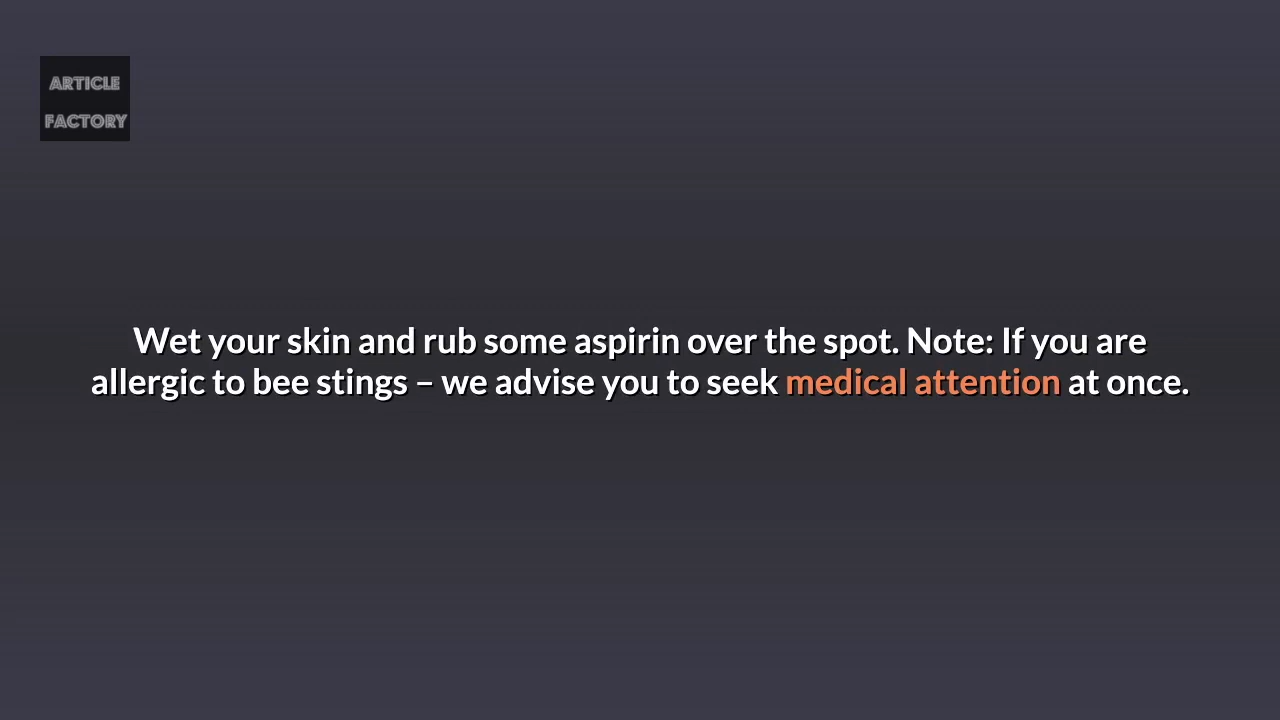 ARTICLE
FACTORY
Wet your skin and rub some aspirin over the spot. Note: If you are
allergic to bee stings – we advise you to seek medical attention at once.